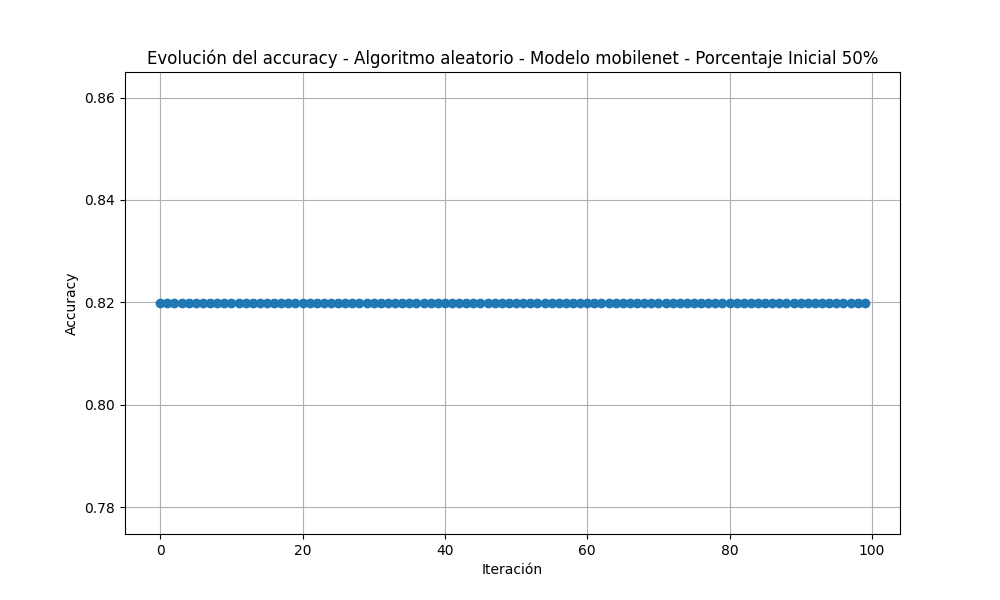 Evolución del accuracy - Algoritmo aleatorio - Modelo mobilenet - Porcentaje Inicial 50%
0.86
0.84
0.82
0.80
0.78
Accuracy
0 20 40 60 80 100
Iteración